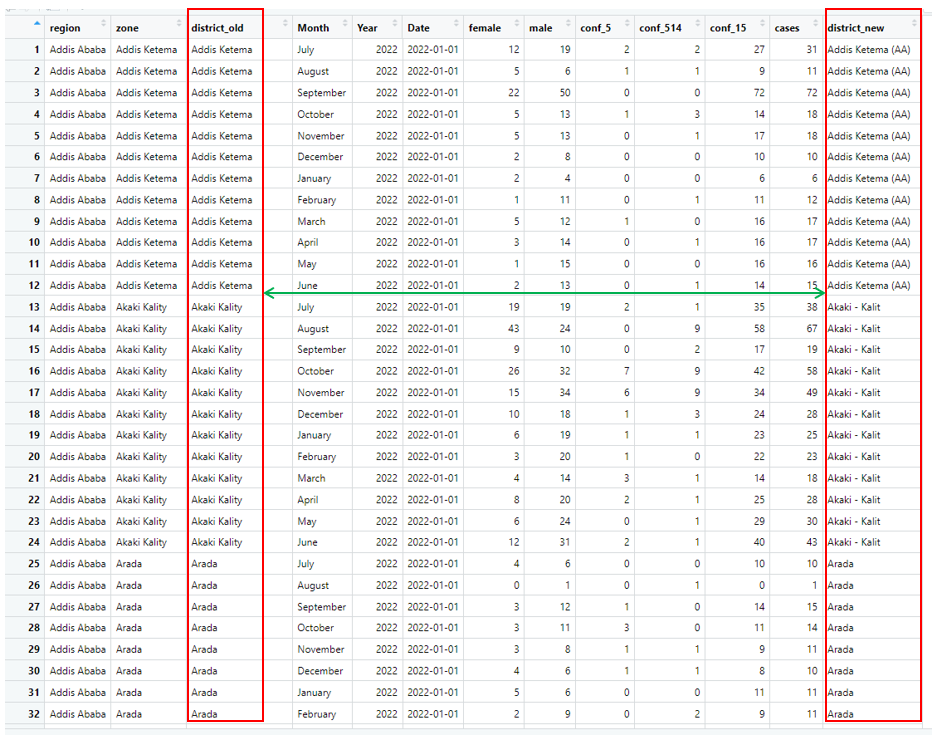 region zone district_old Month Year Date female male conf_5 conf_514 conf_15 cases district_new
1 Addis Ababa Addis Ketema Addis Ketema July 2022 2022-01-01 12 19 2 2 27 31 Addis Ketema (AA)
2 Addis Ababa Addis Ketema Addis Ketema August 2022 2022-01-01 5 6 1 1 9 11 Addis Ketema (AA)
3 Addis Ababa Addis Ketema Addis Ketema September 2022 2022-01-01 22 50 0 0 72 72 Addis Ketema (AA)
4 Addis Ababa Addis Ketema Addis Ketema October 2022 2022-01-01 5 13 1 3 14 18 Addis Ketema (AA)
5 Addis Ababa Addis Ketema Addis Ketema November 2022 2022-01-01 5 13 0 1 17 18 Addis Ketema (AA)
6 Addis Ababa Addis Ketema Addis Ketema December 2022 2022-01-01 2 8 0 0 10 10 Addis Ketema (AA)
7 Addis Ababa Addis Ketema Addis Ketema January 2022 2022-01-01 2 4 0 0 6 6 Addis Ketema (AA)
8 Addis Ababa Addis Ketema Addis Ketema February 2022 2022-01-01 1 11 0 1 11 12 Addis Ketema (AA)
9 Addis Ababa Addis Ketema Addis Ketema March 2022 2022-01-01 5 12 1 0 16 17 Addis Ketema (AA)
10 Addis Ababa Addis Ketema Addis Ketema April 2022 2022-01-01 3 14 0 1 16 17 Addis Ketema (AA)
11 Addis Ababa Addis Ketema Addis Ketema May 2022 2022-01-01 1 15 0 0 16 16 Addis Ketema (AA)
12 Addis Ababa Addis Ketema Addis Ketema June 2022 2022-01-01 2 13 0 1 14 15 Addis Ketema (AA)
13 Addis Ababa Akaki Kality Akaki Kality July 2022 2022-01-01 19 19 2 1 35 38 Akaki - Kalit
14 Addis Ababa Akaki Kality Akaki Kality August 2022 2022-01-01 43 24 0 9 58 67 Akaki - Kalit
15 Addis Ababa Akaki Kality Akaki Kality September 2022 2022-01-01 9 10 0 2 17 19 Akaki - Kalit
16 Addis Ababa Akaki Kality Akaki Kality October 2022 2022-01-01 26 32 7 9 42 58 Akaki - Kalit
17 Addis Ababa Akaki Kality Akaki Kality November 2022 2022-01-01 15 34 6 9 34 49 Akaki - Kalit
18 Addis Ababa Akaki Kality Akaki Kality December 2022 2022-01-01 10 18 1 3 24 28 Akaki - Kalit
19 Addis Ababa Akaki Kality Akaki Kality January 2022 2022-01-01 6 19 1 1 23 25 Akaki - Kalit
20 Addis Ababa Akaki Kality Akaki Kality February 2022 2022-01-01 3 20 1 0 22 23 Akaki - Kalit
21 Addis Ababa Akaki Kality Akaki Kality March 2022 2022-01-01 4 14 3 1 14 18 Akaki - Kalit
22 Addis Ababa Akaki Kality Akaki Kality April 2022 2022-01-01 8 20 2 1 25 28 Akaki - Kalit
23 Addis Ababa Akaki Kality Akaki Kality May 2022 2022-01-01 6 24 0 1 29 30 Akaki - Kalit
24 Addis Ababa Akaki Kality Akaki Kality June 2022 2022-01-01 12 31 2 1 40 43 Akaki - Kalit
25 Addis Ababa Arada Arada July 2022 2022-01-01 4 6 0 0 10 10 Arada
26 Addis Ababa Arada Arada August 2022 2022-01-01 0 1 0 1 0 1 Arada
27 Addis Ababa Arada Arada September 2022 2022-01-01 3 12 1 0 14 15 Arada
28 Addis Ababa Arada Arada October 2022 2022-01-01 3 11 3 0 11 14 Arada
29 Addis Ababa Arada Arada November 2022 2022-01-01 3 8 1 1 9 11 Arada
30 Addis Ababa Arada Arada December 2022 2022-01-01 4 6 1 1 8 10 Arada
31 Addis Ababa Arada Arada January 2022 2022-01-01 5 6 0 0 11 11 Arada
32 Addis Ababa Arada Arada February 2022 2022-01-01 2 9 0 2 9 11 Arada